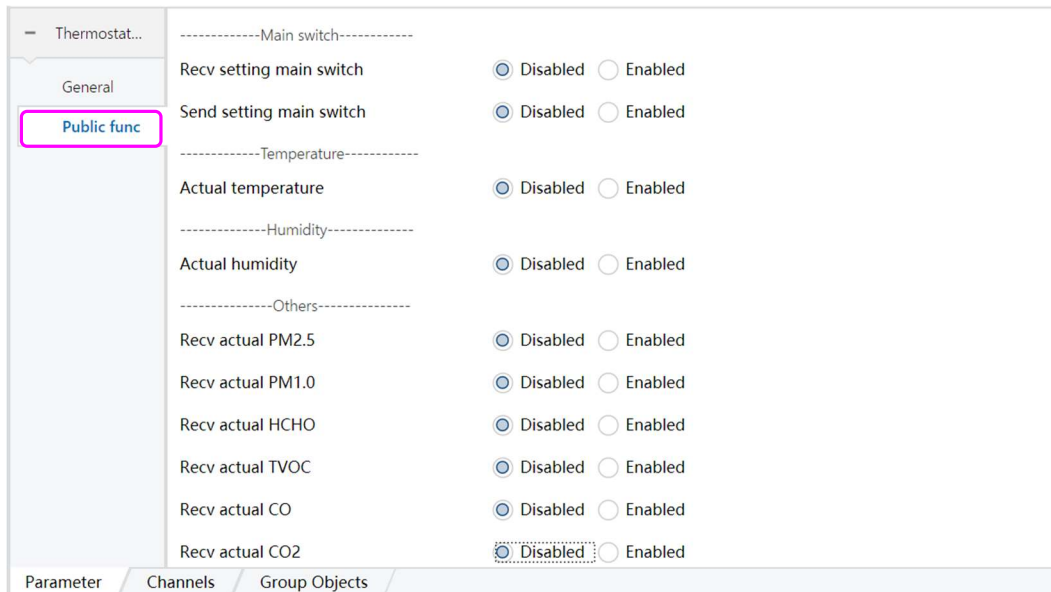 Thermostat...
General
Public func
-------------Main switch------------
Recv setting main switch Disabled Enabled
Send setting main switch Disabled Enabled
-------------Temperature------------
Actual temperature Disabled Enabled
--------------Humidity--------------
Actual humidity Disabled Enabled
---------------Others---------------
Recv actual PM2.5 Disabled Enabled
Recv actual PM1.0 Disabled Enabled
Recv actual HCHO Disabled Enabled
Recv actual TVOC Disabled Enabled
Recv actual CO Disabled Enabled
Recv actual CO2 Disabled Enabled
Parameter Channels Group Objects